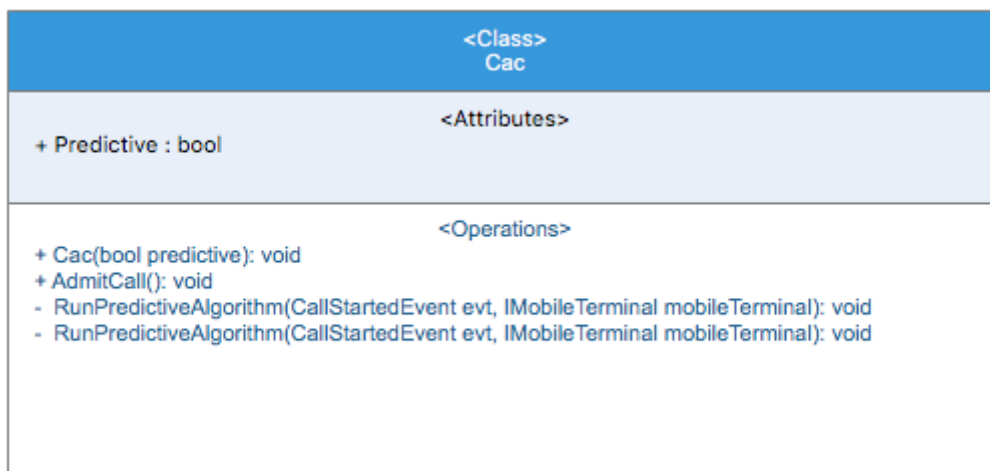 <Class>
Cac
<Attributes>
+ Predictive : bool
<Operations>
+ Cac(bool predictive): void
+ AdmitCall(): void
- RunPredictiveAlgorithm(CallStartedEvent evt, IMobileTerminal mobileTerminal): void
- RunPredictiveAlgorithm(CallStartedEvent evt, IMobileTerminal mobileTerminal): void